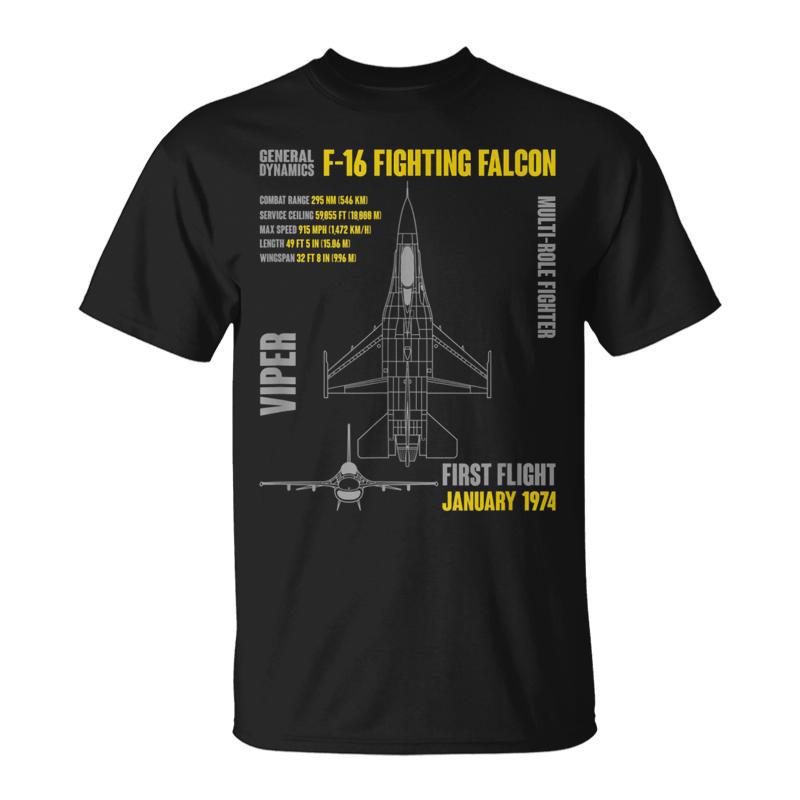 GENERAL
DYNAMICS
F-16 FIGHTING FALCON
COMBAT RANGE 295 NM (546 KM)
SERVICE CEILING 59,055 FT (18,000 M)
MAX SPEED 915 MPH (1,472 KM/H)
LENGTH 49 FT 5 IN (15.06 M)
WINGSPAN 32 FT 8 IN (9.96 M)
MULTI-ROLE FIGHTER
VIPER
FIRST FLIGHT
JANUARY 1974